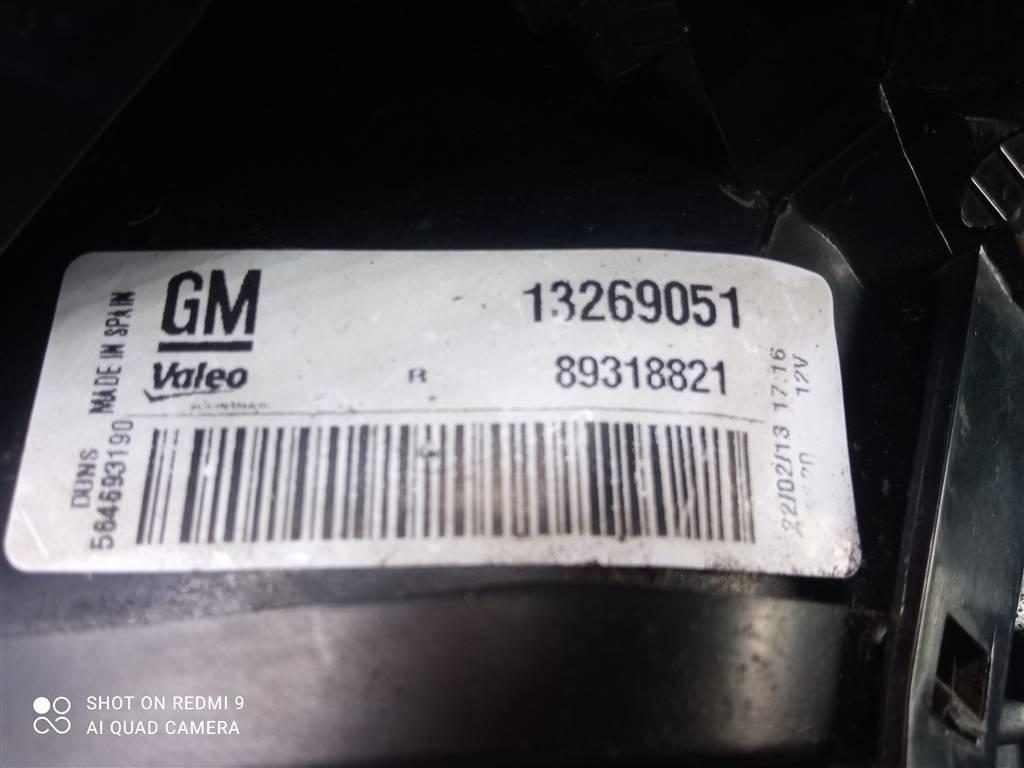 GM
13269051
Valeo
R
89318821
MADE IN SPAIN
DUNS
564693190
22/02/13 17:16
12V
SHOT ON REDMI 9
AI QUAD CAMERA